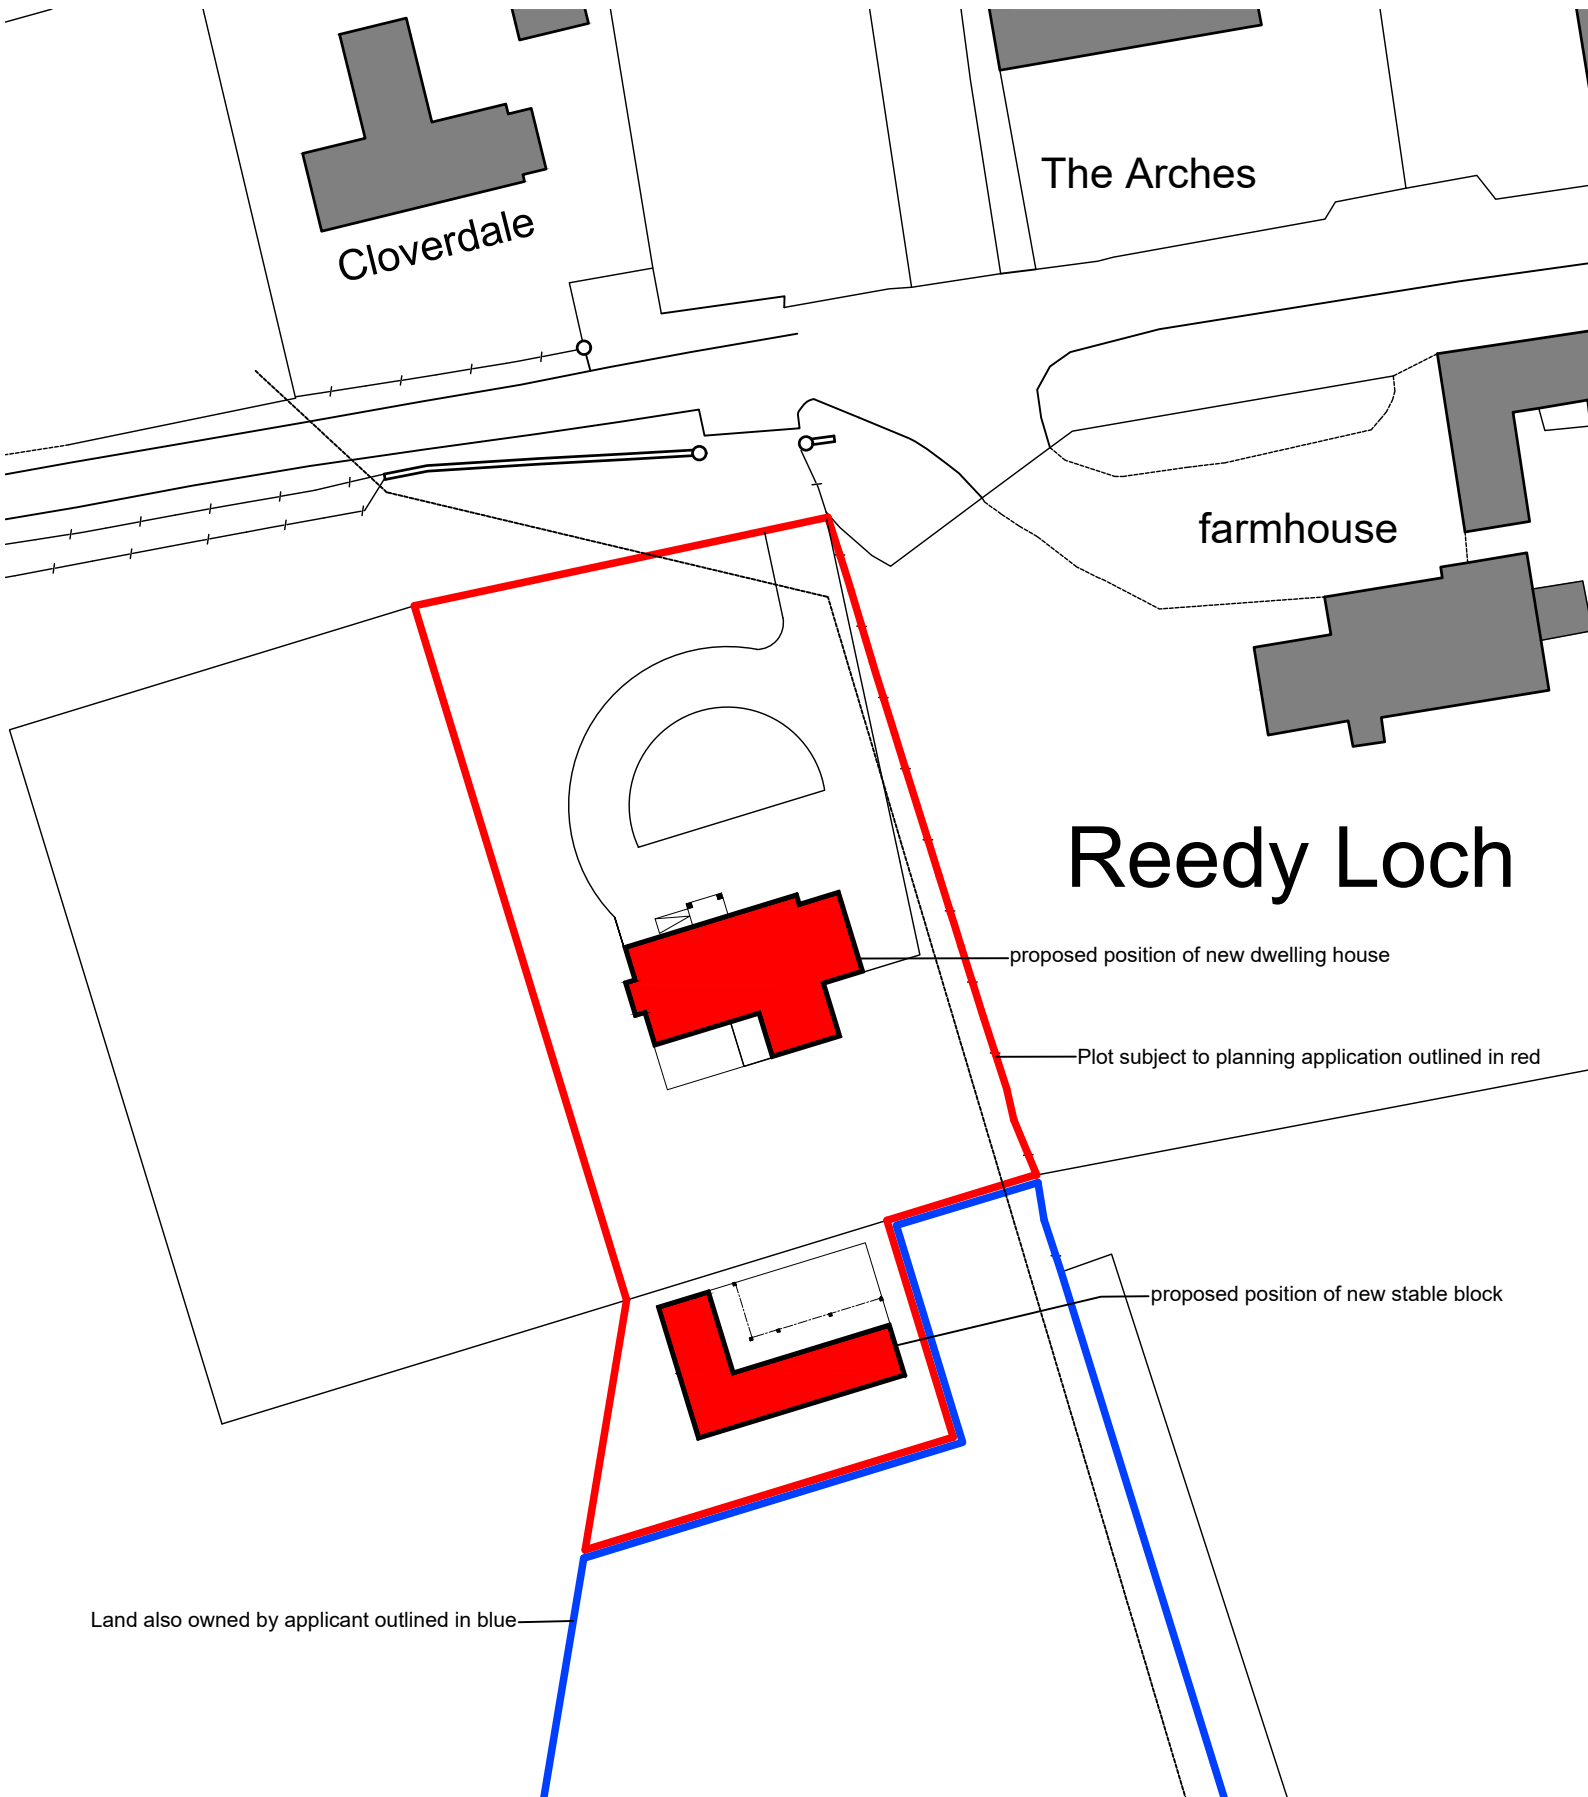 The Arches
Cloverdale
farmhouse
Reedy Loch
proposed position of new dwelling house
Plot subject to planning application outlined in red
proposed position of new stable block
Land also owned by applicant outlined in blue